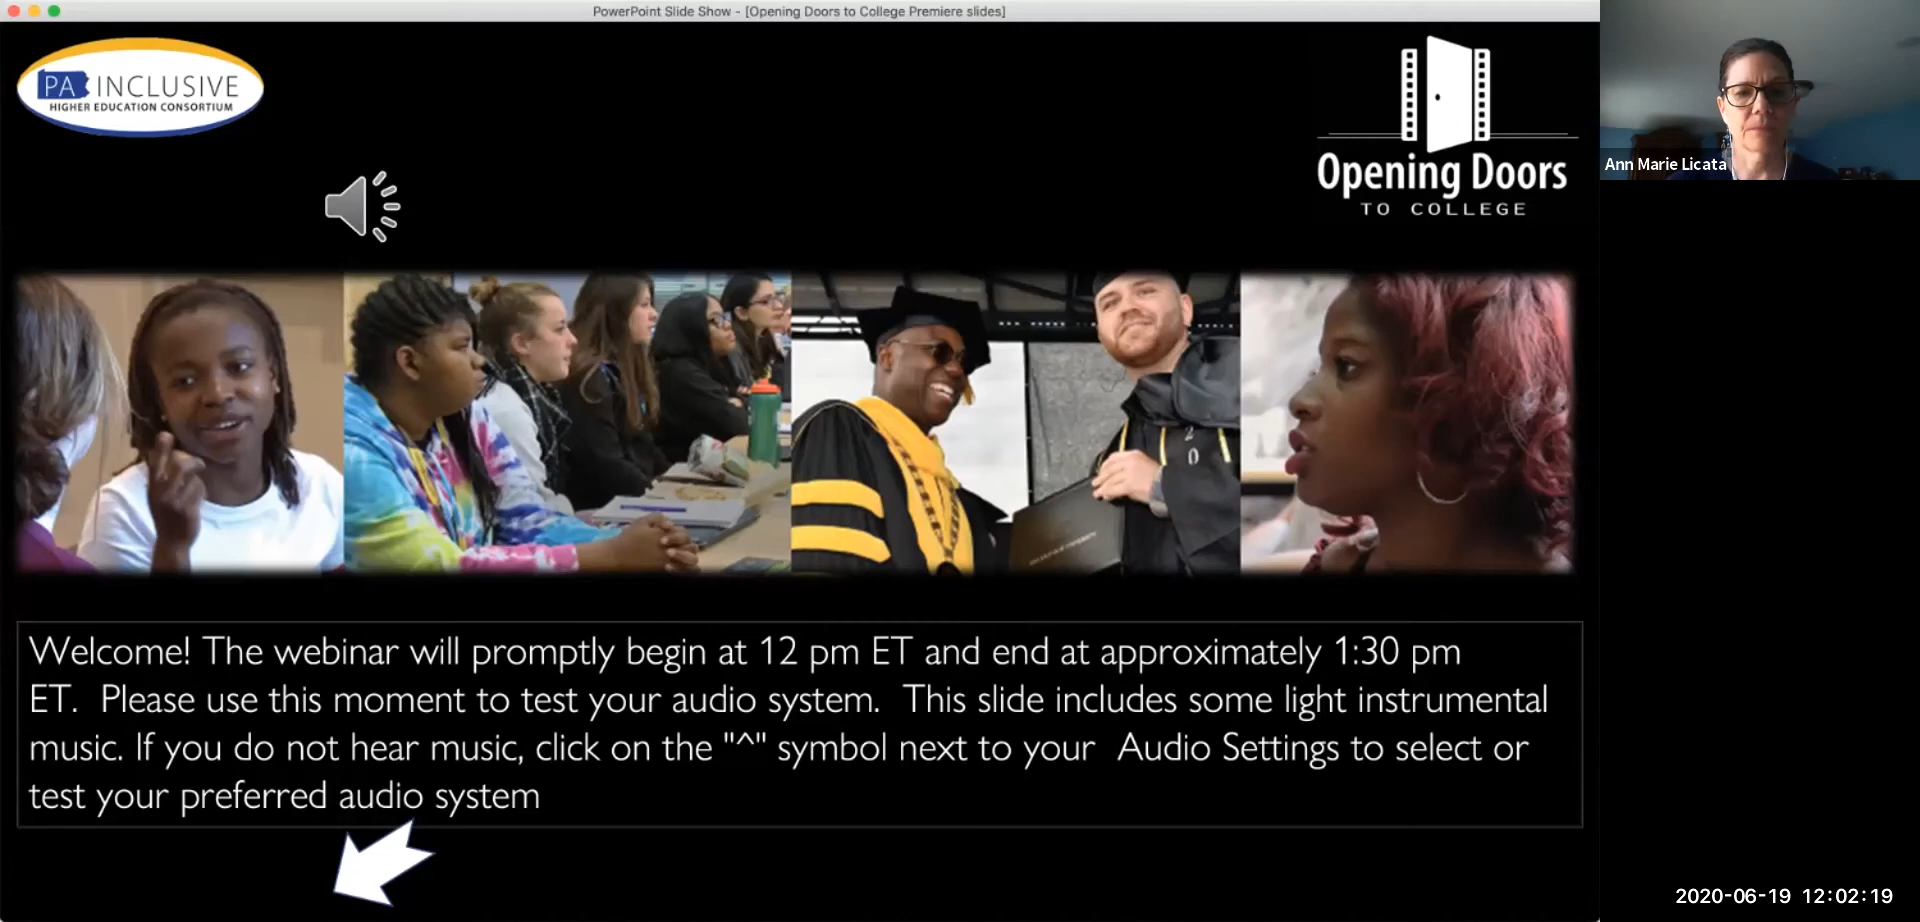 PowerPoint Slide Show - [Opening Doors to College Premiere slides]
PA INCLUSIVE
HIGHER EDUCATION CONSORTIUM
Opening Doors
TO COLLEGE
Ann Marie Licata
2
0
Welcome! The webinar will promptly begin at 12 pm ET and end at approximately 1:30 pm
ET.  Please use this moment to test your audio system.  This slide includes some light instrumental
music. If you do not hear music, click on the "^" symbol next to your  Audio Settings to select or
test your preferred audio system
2020-06-19 12:02:19